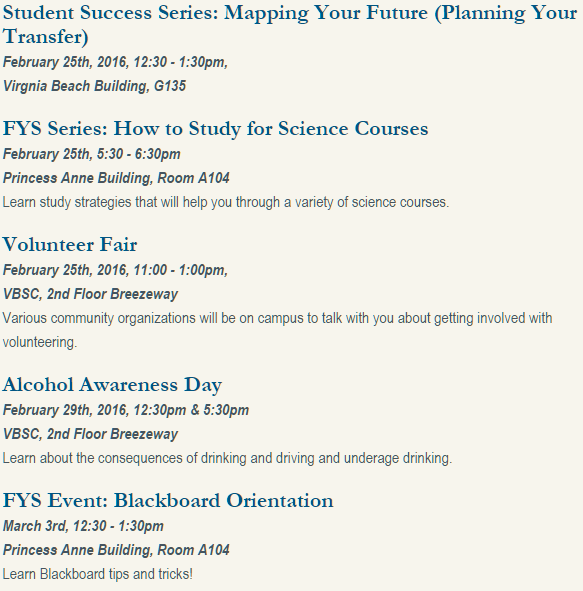 Student Success Series: Mapping Your Future (Planning Your
Transfer)
February 25th, 2016, 12:30 - 1:30pm,
Virgnia Beach Building, G135
FYS Series: How to Study for Science Courses
February 25th, 5:30 - 6:30pm
Princess Anne Building, Room A104
Learn study strategies that will help you through a variety of science courses.
Volunteer Fair
February 25th, 2016, 11:00 - 1:00pm,
VBSC, 2nd Floor Breezeway
Various community organizations will be on campus to talk with you about getting involved with
volunteering.
Alcohol Awareness Day
February 29th, 2016, 12:30pm & 5:30pm
VBSC, 2nd Floor Breezeway
Learn about the consequences of drinking and driving and underage drinking.
FYS Event: Blackboard Orientation
March 3rd, 12:30 - 1:30pm
Princess Anne Building, Room A104
Learn Blackboard tips and tricks!